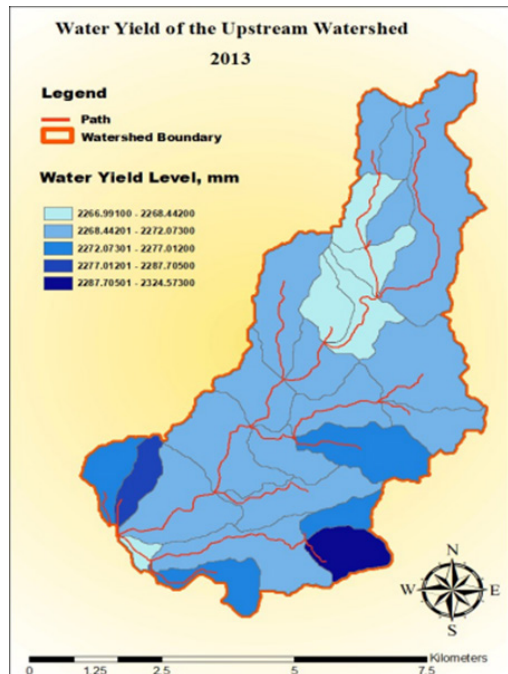 Water Yield of the Upstream Watershed
2013
Legend
Path
Watershed Boundary
Water Yield Level, mm
2266.99100 - 2268.44200
2268.44201 - 2272.07300
2272.07301 - 2277.01200
2277.01201 - 2287.70500
2287.70501 - 2324.57300
N
W E
S
Kilometers
0 1.25 2.5 5 7.5